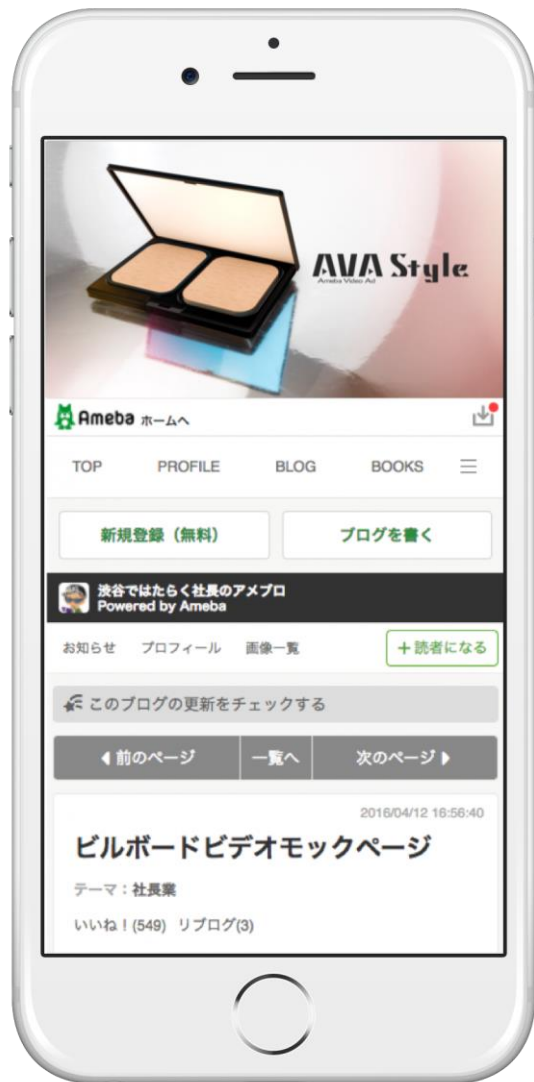 AVA Style
Ameba Video Ad
Ameba ホームへ
TOP PROFILE BLOG BOOKS
新規登録（無料） ブログを書く
渋谷ではたらく社長のアメブロ
Powered by Ameba
お知らせ プロフィール 画像一覧 +読者になる
このブログの更新をチェックする
前のページ 一覧へ 次のページ
2016/04/12 16:56:40
ビルボードビデオモックページ
テーマ：社長業
いいね！(549) リブログ(3)